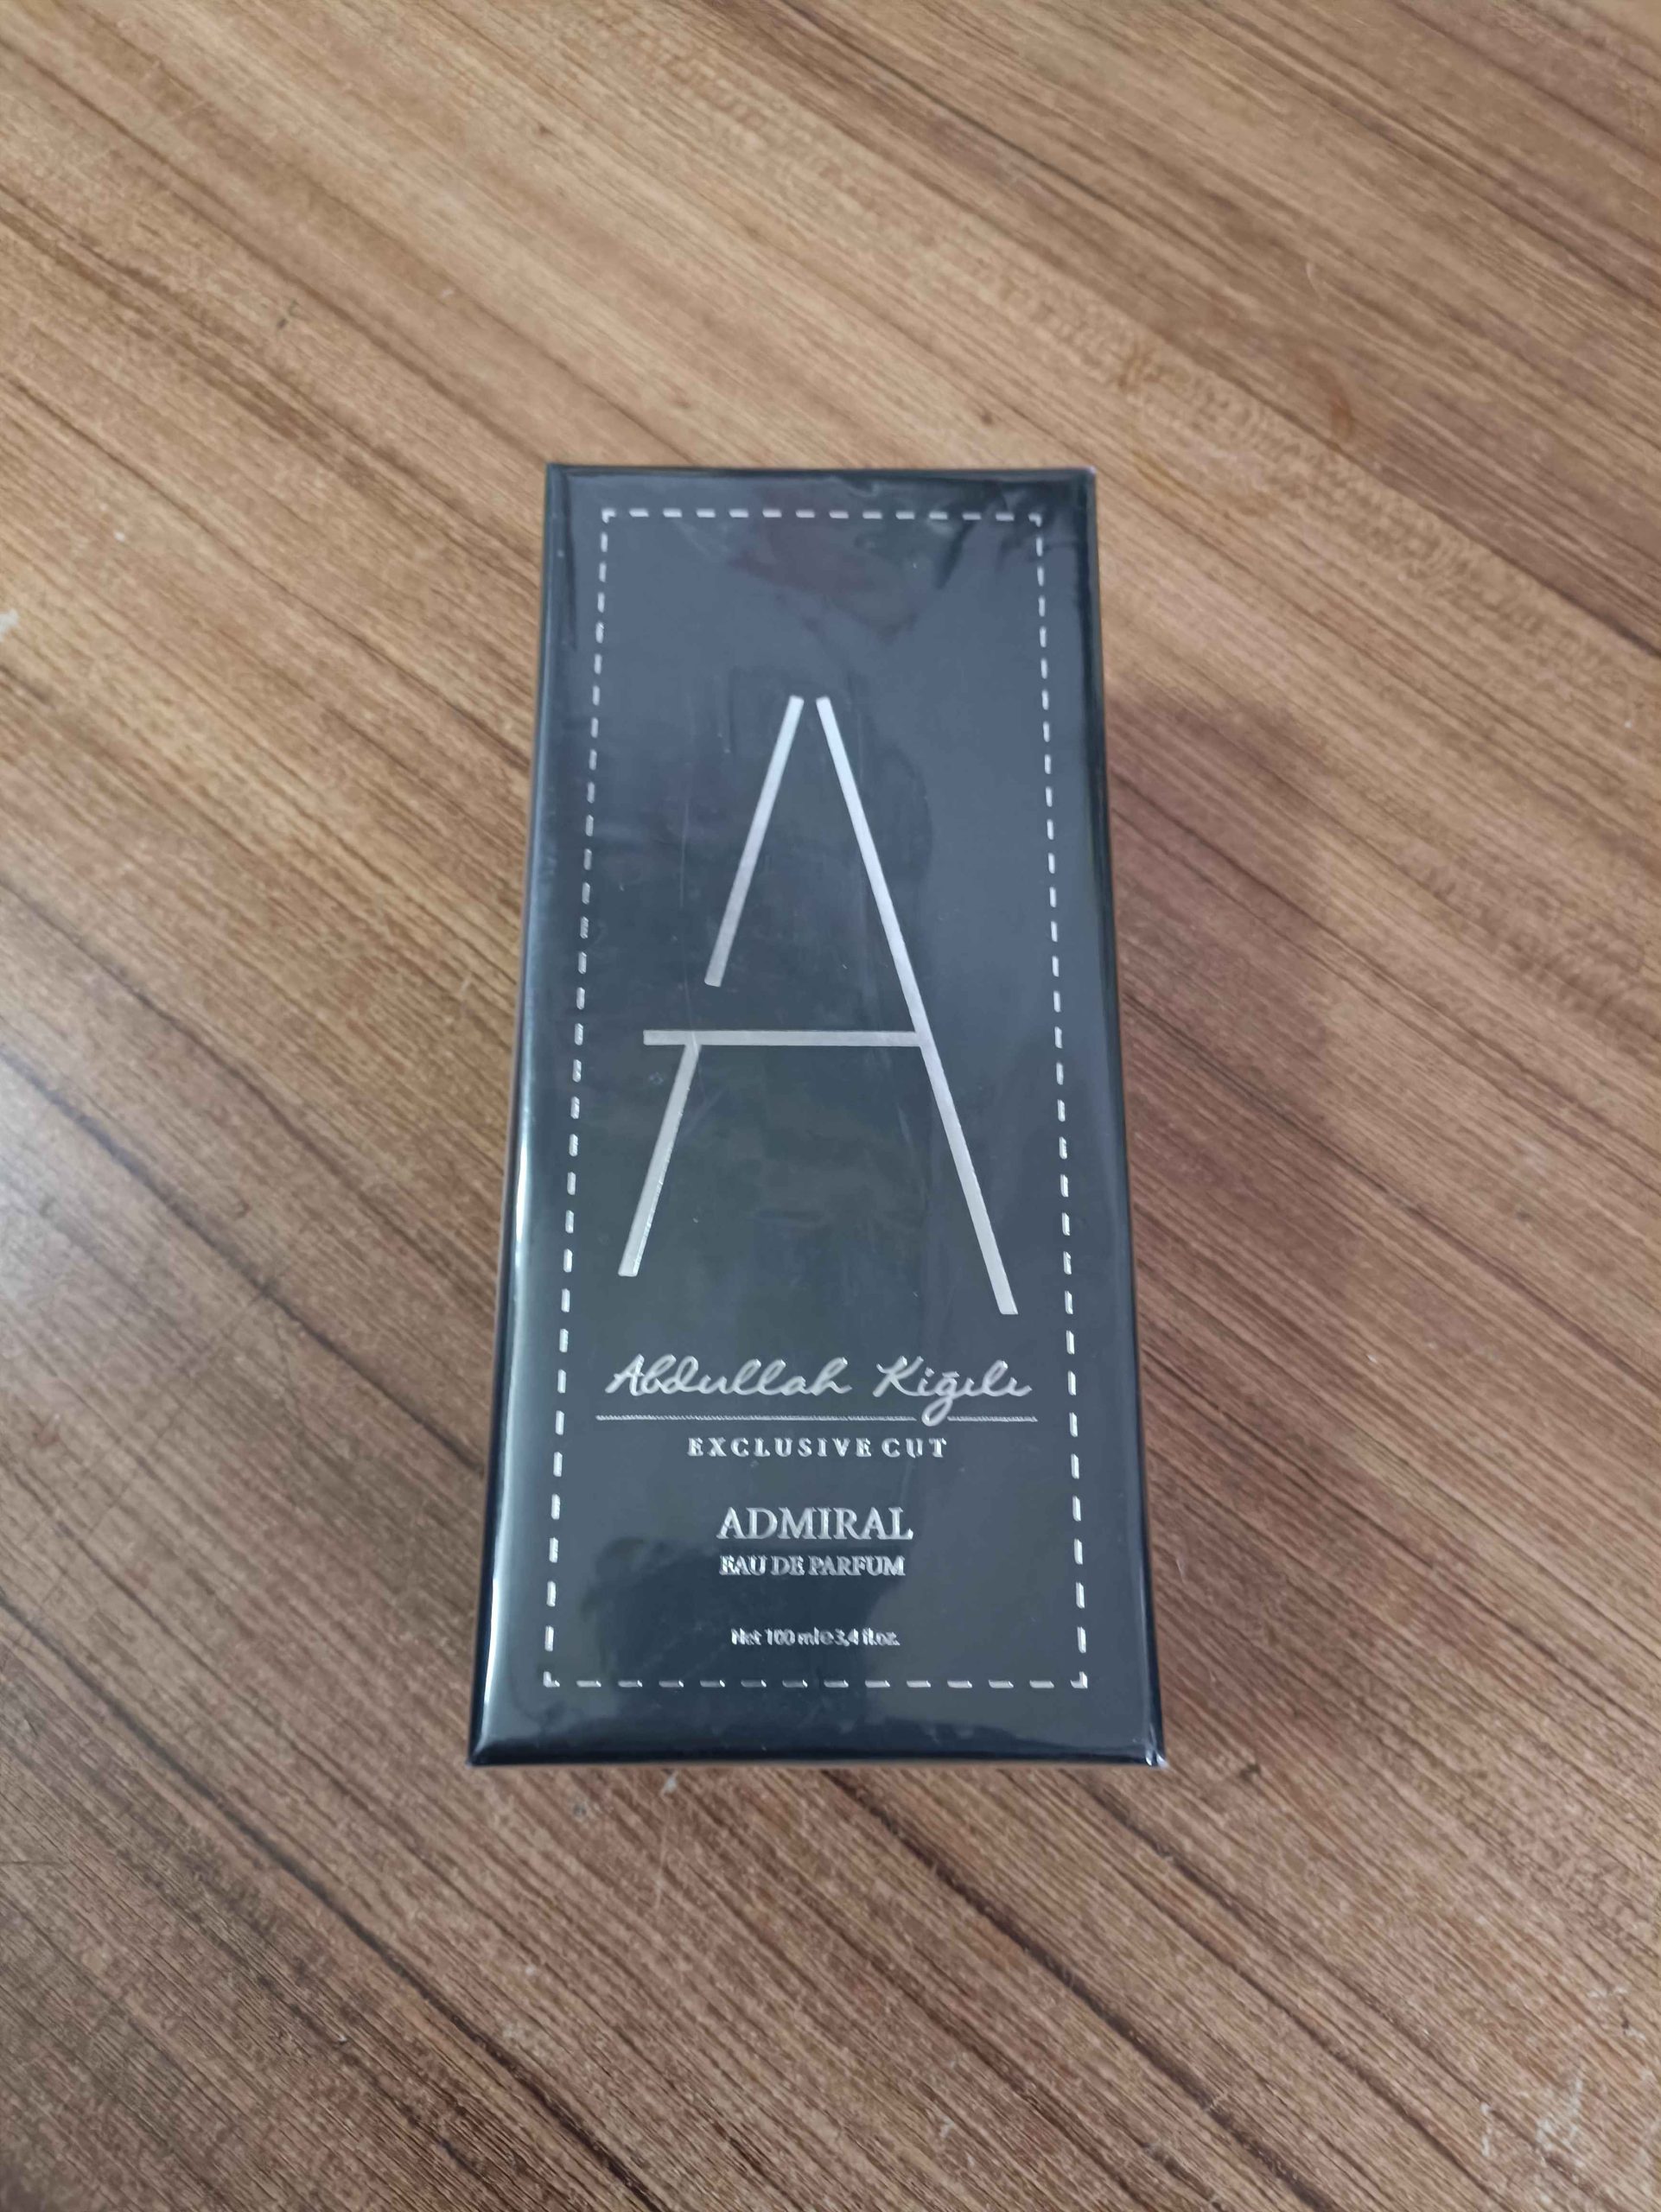 A
Abdullah Kiğılı
EXCLUSIVE CUT
ADMIRAL
EAU DE PARFUM
Net 100 ml e 3,4 fl.oz.